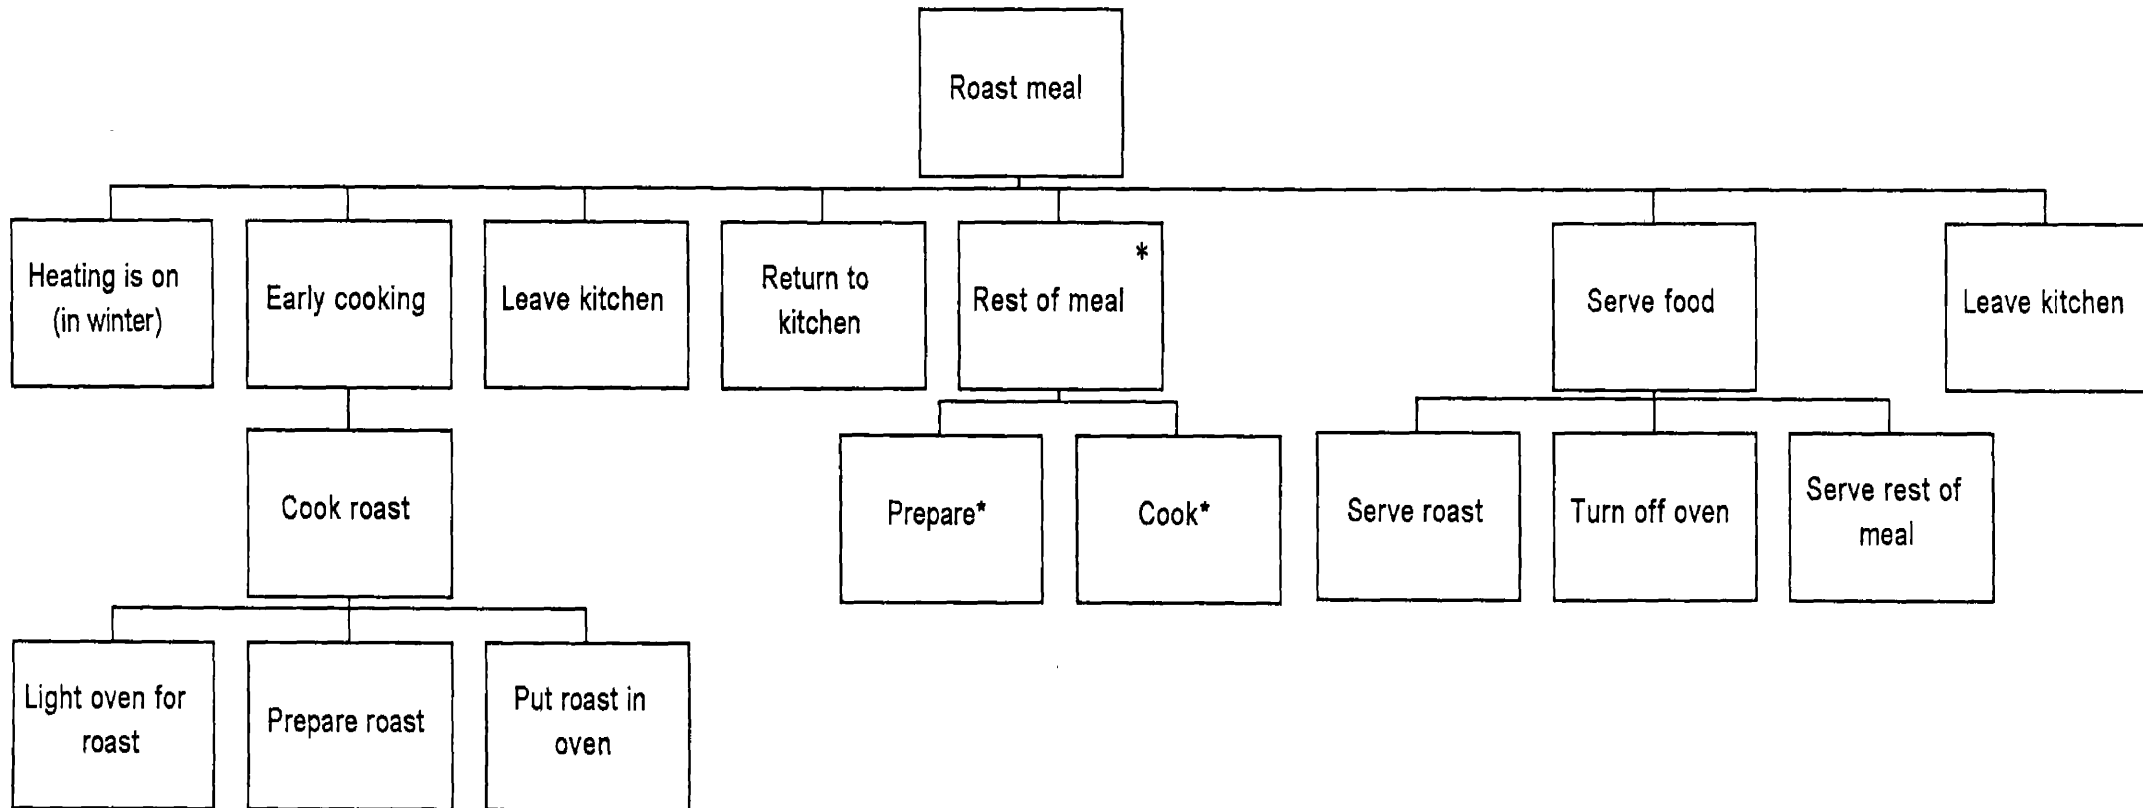 Roast meal
Heating is on
(in winter)
Early cooking
Leave kitchen
Return to
kitchen
*
Rest of meal
Serve food
Leave kitchen
Cook roast
Prepare*
Cook*
Serve roast
Turn off oven
Serve rest of
meal
Light oven for
roast
Prepare roast
Put roast in
oven